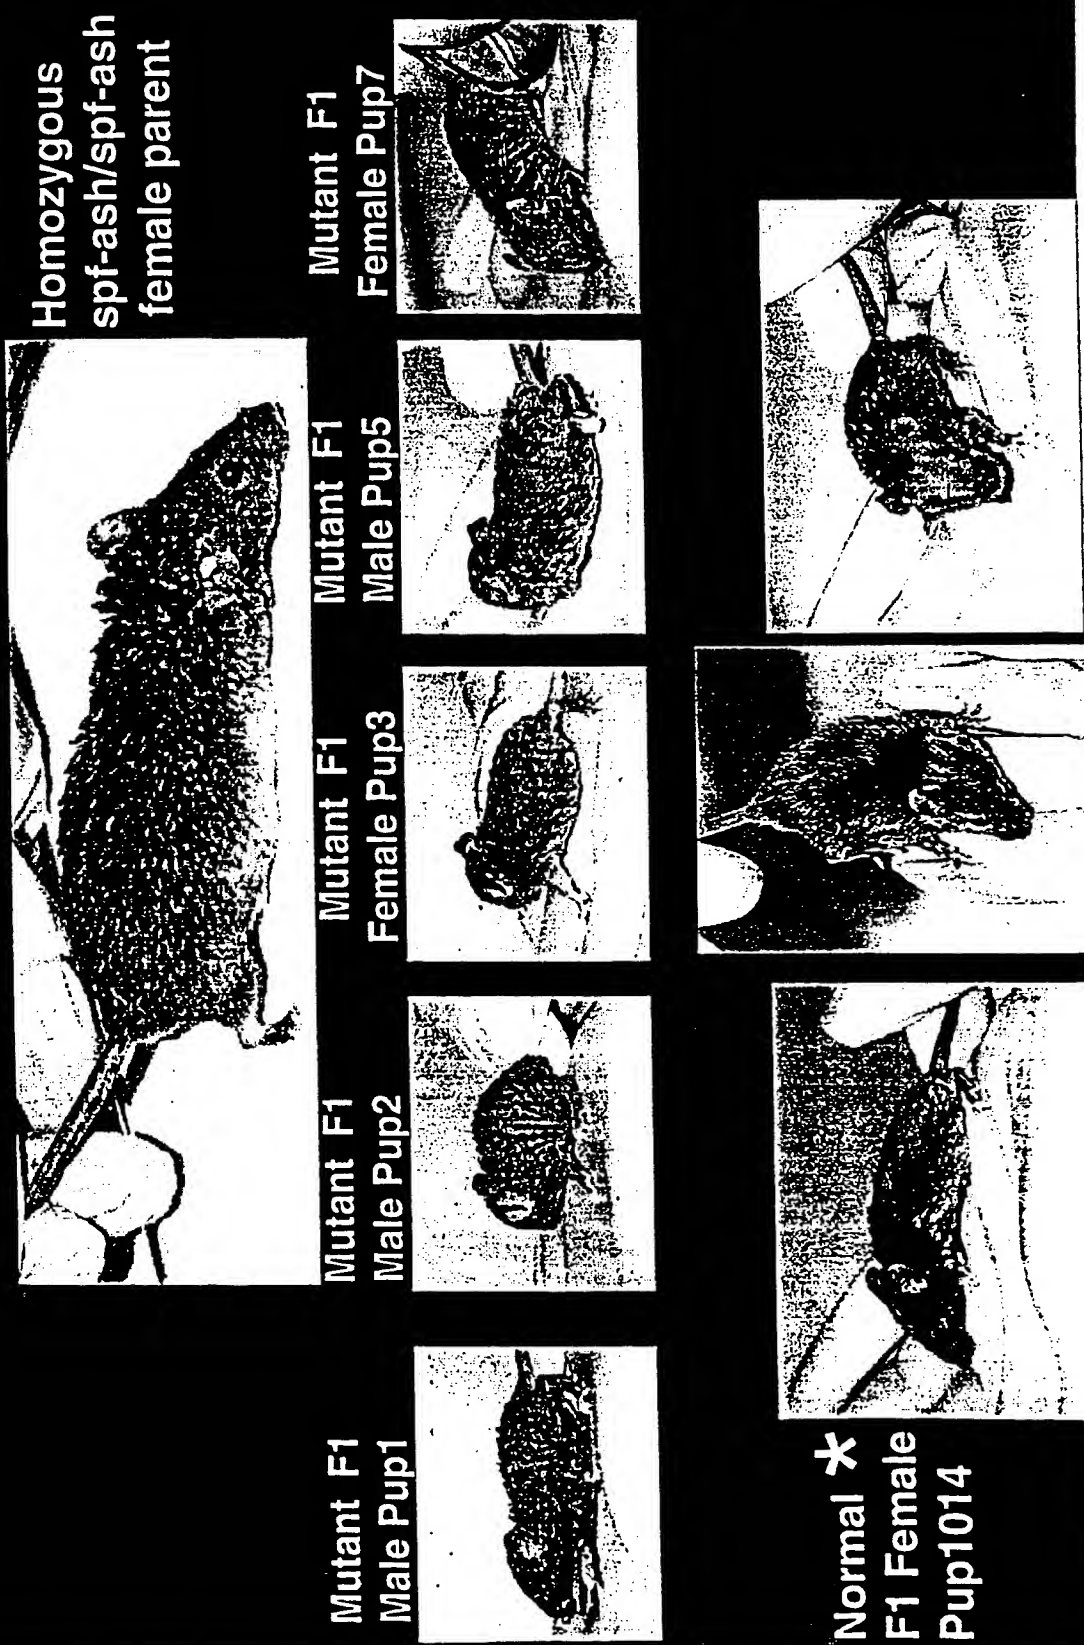 Homozygous
spf-ash/spf-ash
female parent
Mutant F1
Male Pup1
Mutant F1
Male Pup2
Mutant F1
Female Pup3
Mutant F1
Male Pup5
Mutant F1
Female Pup7
Normal *
F1 Female
Pup1014